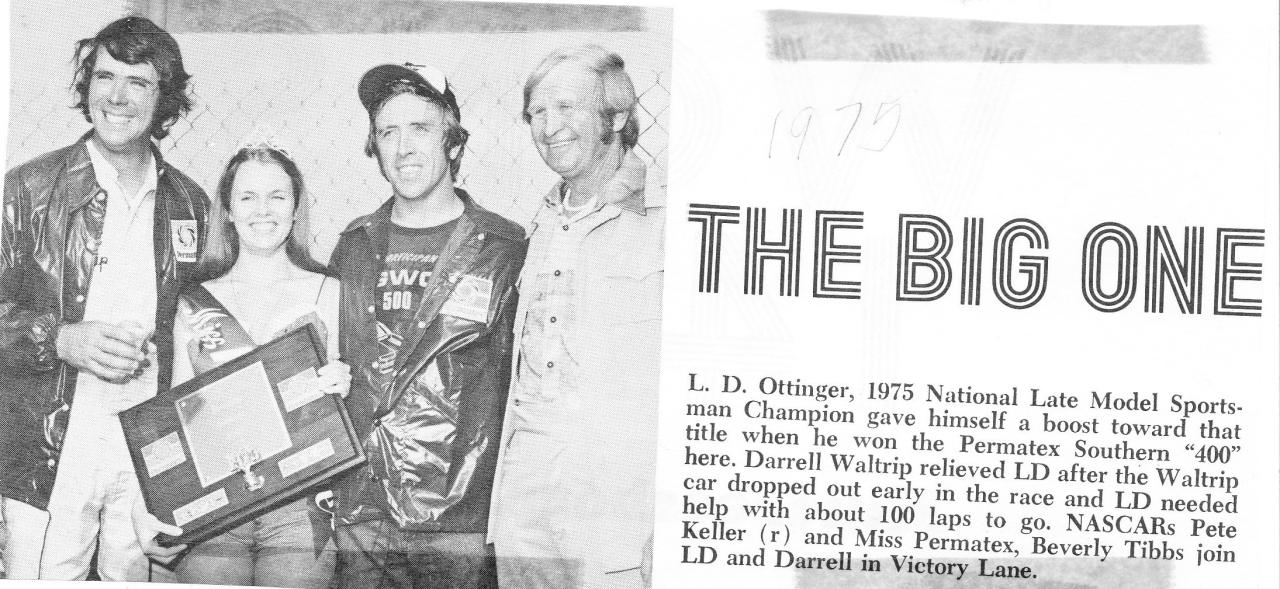 1975
THE BIG ONE
L. D. Ottinger, 1975 National Late Model Sports-
man Champion gave himself a boost toward that
title when he won the Permatex Southern “400”
here. Darrell Waltrip relieved LD after the Waltrip
car dropped out early in the race and LD needed
help with about 100 laps to go. NASCARs Pete
Keller (r) and Miss Permatex, Beverly Tibbs join
LD and Darrell in Victory Lane.
500